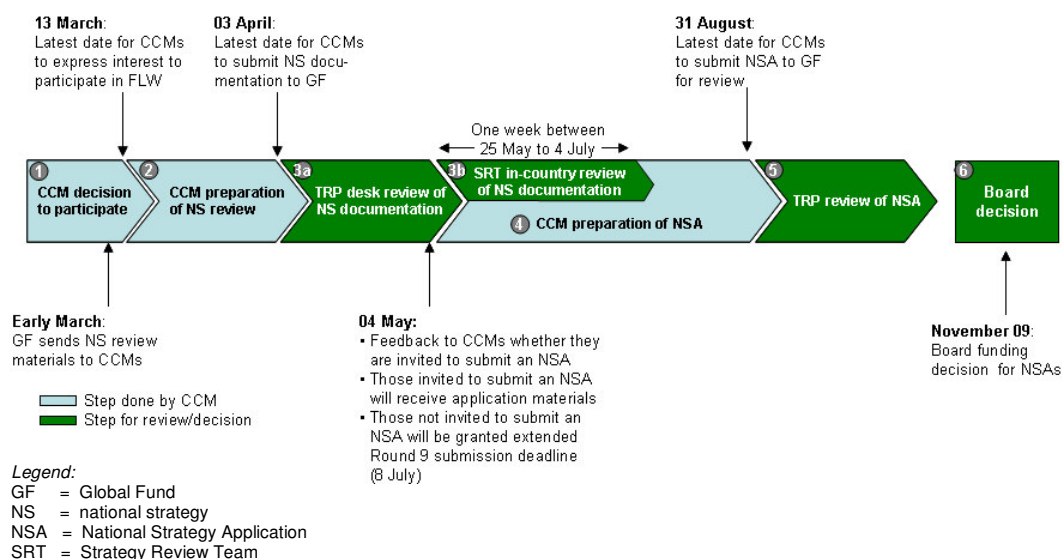 13 March:
Latest date for CCMs
to express interest to
participate in FLW
03 April:
Latest date for CCMs
to submit NS docu-
mentation to GF
31 August:
Latest date for CCMs
to submit NSA to GF
for review
One week between
25 May to 4 July
1
CCM decision
to participate
2
CCM preparation
of NS review
3a
TRP desk review of
NS documentation
3b
SRT in-country review
of NS documentation
4 CCM preparation of NSA
5
TRP review of NSA
6
Board
decision
Early March:
GF sends NS review
materials to CCMs
04 May:
▪ Feedback to CCMs whether they
are invited to submit an NSA
▪ Those invited to submit an NSA
will receive application materials
▪ Those not invited to submit an
NSA will be granted extended
Round 9 submission deadline
(8 July)
November 09:
Board funding
decision for NSAs
Step done by CCM
Step for review/decision
Legend:
GF = Global Fund
NS = national strategy
NSA = National Strategy Application
SRT = Strategy Review Team